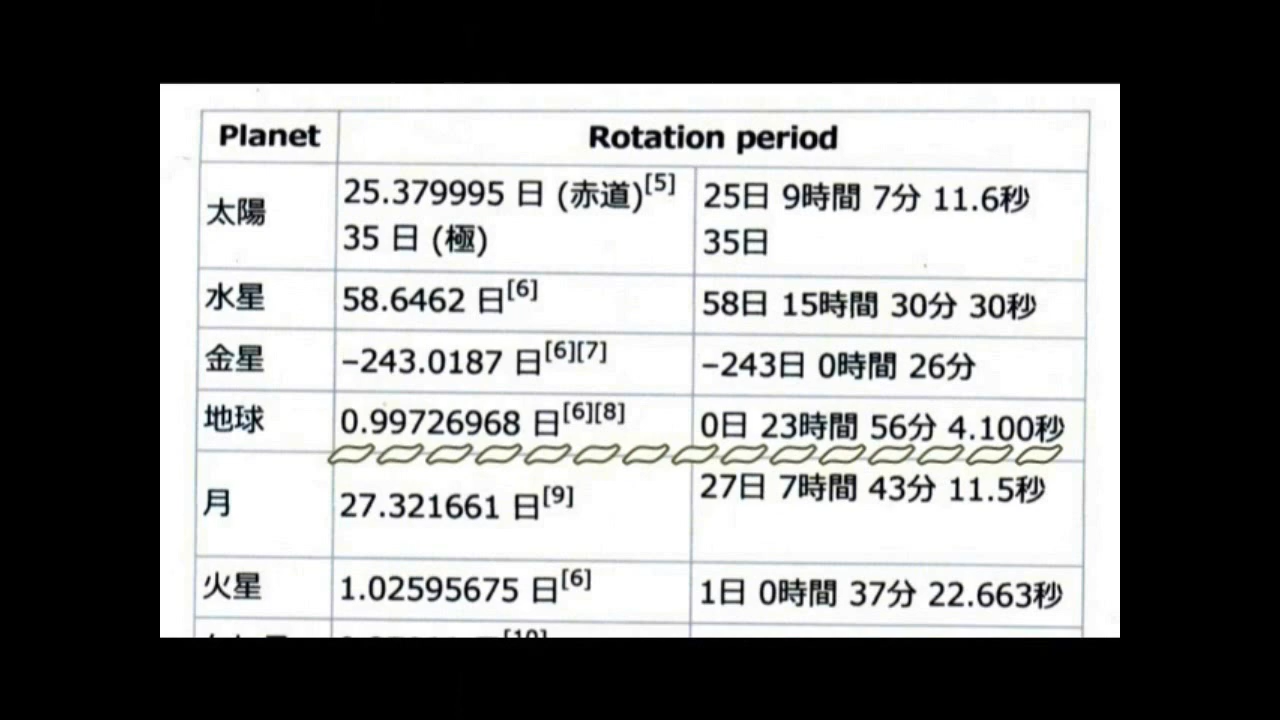 Planet Rotation period
太陽 25.379995 日 (赤道)[5] 25日 9時間 7分 11.6秒
35 日 (極) 35日
水星 58.6462 日[6] 58日 15時間 30分 30秒
金星 –243.0187 日[6][7] –243日 0時間 26分
地球 0.99726968 日[6][8] 0日 23時間 56分 4.100秒
月 27.321661 日[9] 27日 7時間 43分 11.5秒
火星 1.02595675 日[6] 1日 0時間 37分 22.663秒
[10]